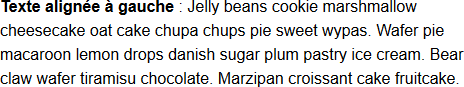 Texte alignée à gauche : Jelly beans cookie marshmallow
cheesecake oat cake chupa chups pie sweet wypas. Wafer pie
macaroon lemon drops danish sugar plum pastry ice cream. Bear
claw wafer tiramisu chocolate. Marzipan croissant cake fruitcake.